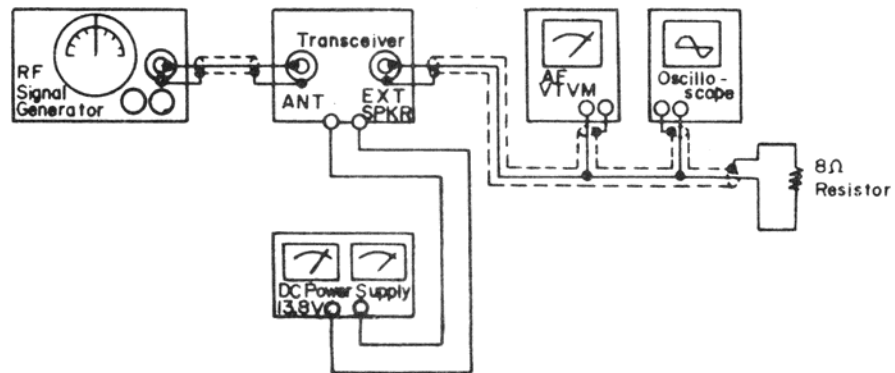 RF
Signal
Generator
Transceiver
ANT
EXT
SPKR
AF
VTVM
Oscillo-
scope
8Ω
Resistor
DC Power Supply
13.8V